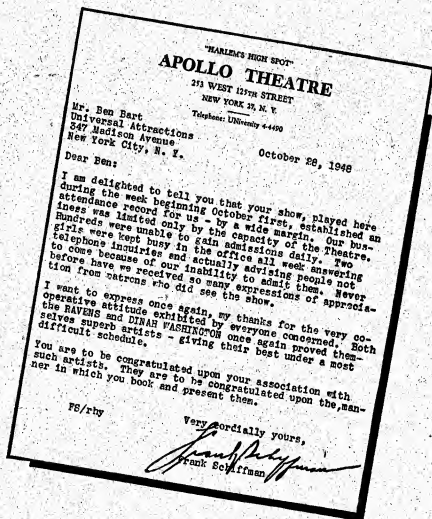 "HARLEM'S HIGH SPOT"
APOLLO THEATRE
253 WEST 125TH STREET
NEW YORK 27, N. Y.
Telephone: UNiversity 4-4490
October 28, 1948
Mr. Ben Bart
Universal Attractions
347 Madison Avenue
New York City, N. Y.
Dear Ben:
I am delighted to tell you that your show, played here
during the week beginning October first, established an
attendance record for us - by a wide margin. Our bus-
iness was limited only by the capacity of the Theatre.
Hundreds were unable to gain admissions daily. Two
girls were kept busy in the office all week answering
telephone inquiries and actually advising people not
to come because of our inability to admit them. Never
before have we received so many expressions of apprecia-
tion from patrons who did see the show.
I want to express once again, my thanks for the very co-
operative attitude exhibited by everyone concerned. Both
the RAVENS and DINAH WASHINGTON once again proved them-
selves superb artists - giving their best under a most
difficult schedule.
You are to be congratulated upon your association with
such artists. They are to be congratulated upon the man-
ner in which you book and present them.
Very cordially yours,
FS/rhy
Frank Schiffman
Frank Schiffman